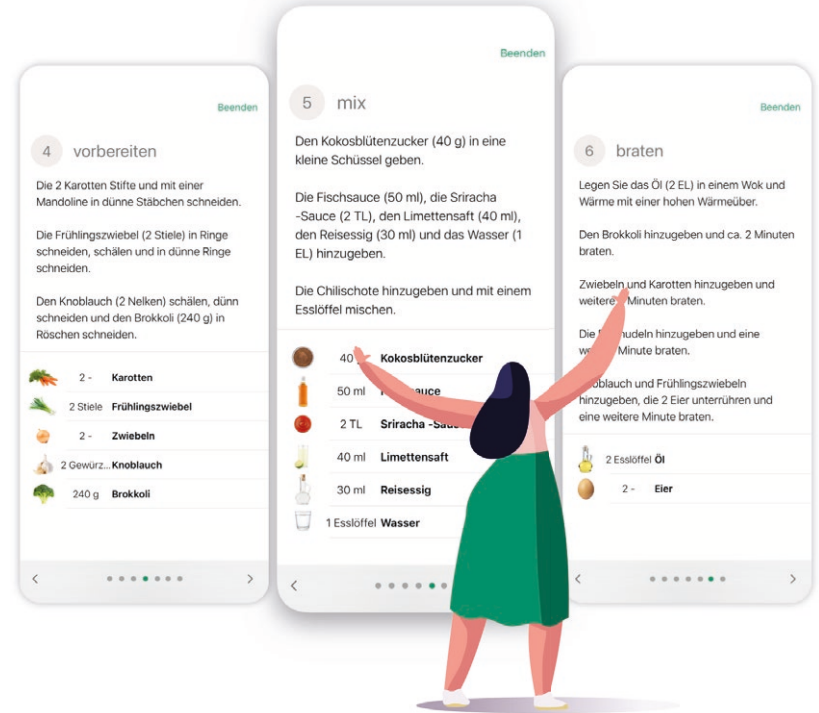 Beenden
4 vorbereiten
Die 2 Karotten Stifte und mit einer
Mandoline in dünne Stäbchen schneiden.
Die Frühlingszwiebel (2 Stiele) in Ringe
schneiden, schälen und in dünne Ringe
schneiden.
Den Knoblauch (2 Nelken) schälen, dünn
schneiden und den Brokkoli (240 g) in
Röschen schneiden.
2 - Karotten
2 Stiele Frühlingszwiebel
2 - Zwiebeln
2 Gewürz... Knoblauch
240 g Brokkoli
Beenden
5 mix
Den Kokosblütenzucker (40 g) in eine
kleine Schüssel geben.
Die Fischsauce (50 ml), die Sriracha
-Sauce (2 TL), den Limettensaft (40 ml),
den Reisessig (30 ml) und das Wasser (1
EL) hinzugeben.
Die Chilischote hinzugeben und mit einem
Esslöffel mischen.
40 Kokosblütenzucker
50 ml
2 TL Sriracha
40 ml Limettensaft
30 ml Reisessig
1 Esslöffel Wasser
Beenden
6 braten
Legen Sie das Öl (2 EL) in einem Wok und
Wärme mit einer hohen Wärmeüber.
Den Brokkoli hinzugeben und ca. 2 Minuten
braten.
Zwiebeln und Karotten hinzugeben und
weitere Minuten braten.
Die hinzugeben und eine
Minute braten.
und Frühlingszwiebeln
hinzugeben, die 2 Eier unterrühren und
eine weitere Minute braten.
2 Esslöffel Öl
2 - Eier